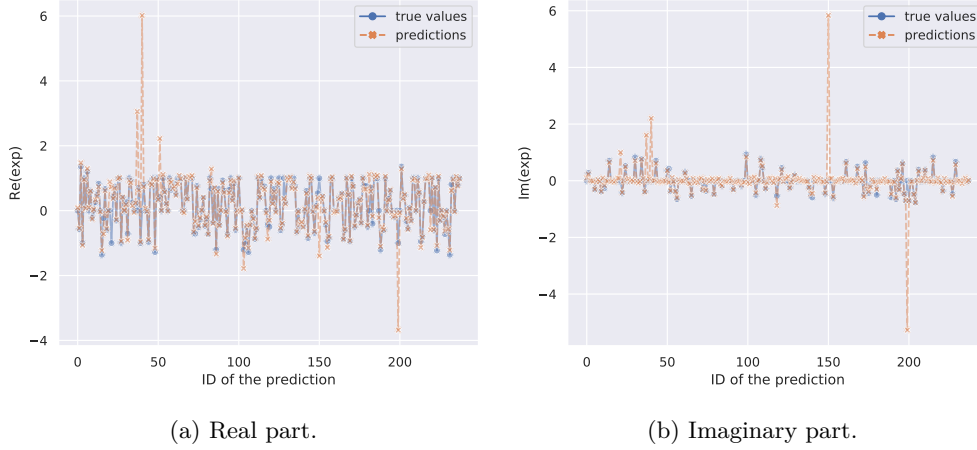 true values
predictions
6
4
2
0
−2
−4
Re(exp)
0
50
100
150
200
ID of the prediction
(a) Real part.
true values
predictions
6
4
2
0
−2
−4
Im(exp)
0
50
100
150
200
ID of the prediction
(b) Imaginary part.